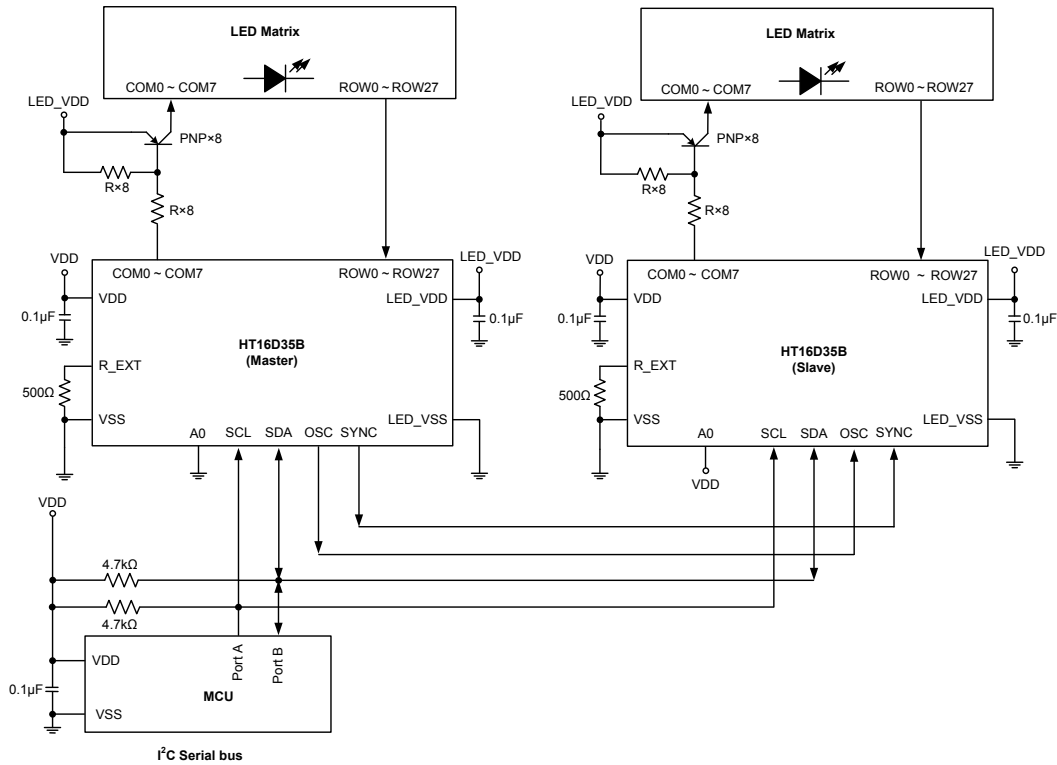 LED Matrix
COM0 ~ COM7
ROW0 ~ ROW27
LED_VDD
PNP×8
R×8
R×8
VDD
LED_VDD
COM0 ~ COM7
ROW0 ~ ROW27
VDD
LED_VDD
0.1µF
0.1µF
HT16D35B
(Master)
R_EXT
500Ω
VSS
LED_VSS
A0
SCL
SDA
OSC
SYNC
LED Matrix
COM0 ~ COM7
ROW0 ~ ROW27
LED_VDD
PNP×8
R×8
R×8
VDD
LED_VDD
COM0 ~ COM7
ROW0 ~ ROW27
VDD
LED_VDD
0.1µF
0.1µF
HT16D35B
(Slave)
R_EXT
500Ω
VSS
LED_VSS
A0
SCL
SDA
OSC
SYNC
VDD
VDD
4.7kΩ
4.7kΩ
Port A
Port B
VDD
0.1µF
MCU
VSS
I²C Serial bus